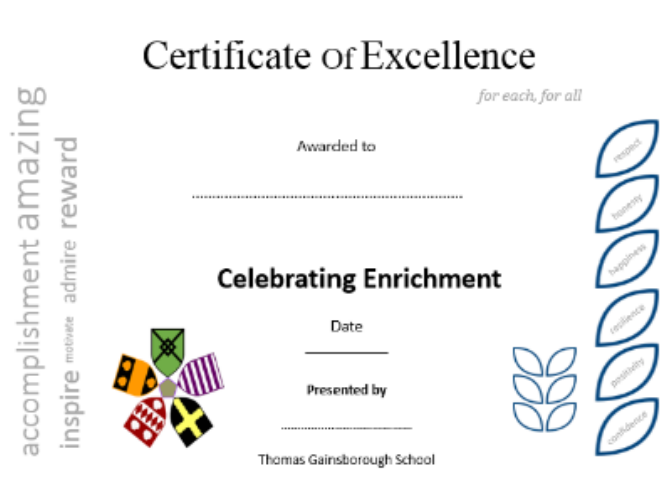 Certificate of Excellence
for each, for all
accomplishment amazing
inspire motivate admire reward
Awarded to
Celebrating Enrichment
Date
Presented by
Thomas Gainsborough School
respect
honesty
happiness
resilience
positivity
confidence